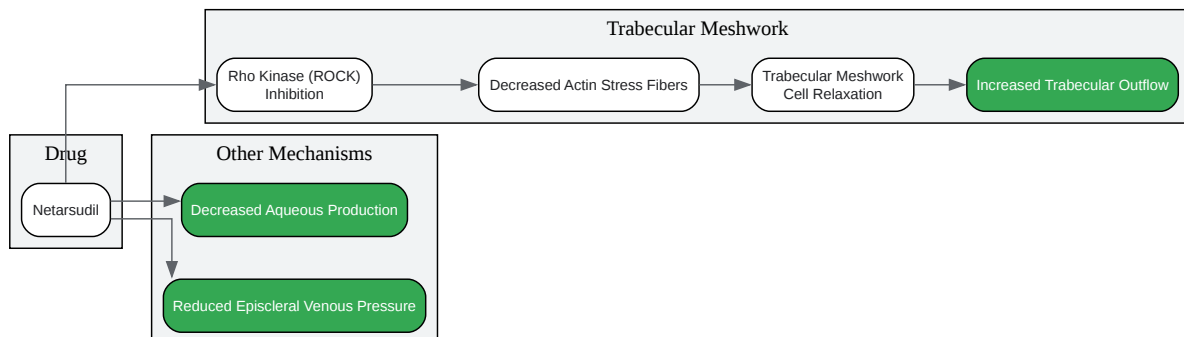 Trabecular Meshwork
Rho Kinase (ROCK)
Inhibition
Decreased Actin Stress Fibers
Trabecular Meshwork
Cell Relaxation
Increased Trabecular Outflow
Drug
Netarsudil
Other Mechanisms
Decreased Aqueous Production
Reduced Episcleral Venous Pressure